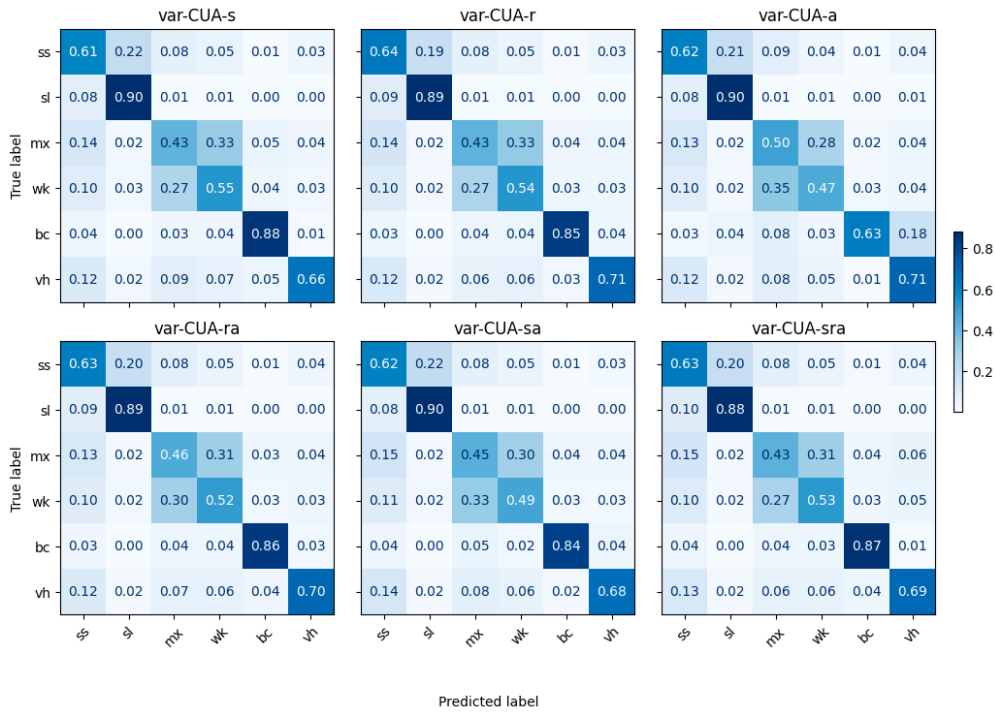 var-CUA-s var-CUA-r var-CUA-a
ss 0.61 0.22 0.08 0.05 0.01 0.03 0.64 0.19 0.08 0.05 0.01 0.03 0.62 0.21 0.09 0.04 0.01 0.04
sl 0.08 0.90 0.01 0.01 0.00 0.00 0.09 0.89 0.01 0.01 0.00 0.00 0.08 0.90 0.01 0.01 0.00 0.01
mx 0.14 0.02 0.43 0.33 0.05 0.04 0.14 0.02 0.43 0.33 0.04 0.04 0.13 0.02 0.50 0.28 0.02 0.04
True label
wk 0.10 0.03 0.27 0.55 0.04 0.03 0.10 0.02 0.27 0.54 0.03 0.03 0.10 0.02 0.35 0.47 0.03 0.04
bc 0.04 0.00 0.03 0.04 0.88 0.01 0.03 0.00 0.04 0.04 0.85 0.04 0.03 0.04 0.08 0.03 0.63 0.18
vh 0.12 0.02 0.09 0.07 0.05 0.66 0.12 0.02 0.06 0.06 0.03 0.71 0.12 0.02 0.08 0.05 0.01 0.71
0.8
0.6
0.4
0.2
var-CUA-ra var-CUA-sa var-CUA-sra
ss 0.63 0.20 0.08 0.05 0.01 0.04 0.62 0.22 0.08 0.05 0.01 0.03 0.63 0.20 0.08 0.05 0.01 0.04
sl 0.09 0.89 0.01 0.01 0.00 0.00 0.08 0.90 0.01 0.01 0.00 0.00 0.10 0.88 0.01 0.01 0.00 0.00
mx 0.13 0.02 0.46 0.31 0.03 0.04 0.15 0.02 0.45 0.30 0.04 0.04 0.15 0.02 0.43 0.31 0.04 0.06
True label
wk 0.10 0.02 0.30 0.52 0.03 0.03 0.11 0.02 0.33 0.49 0.03 0.03 0.10 0.02 0.27 0.53 0.03 0.05
bc 0.03 0.00 0.04 0.04 0.86 0.03 0.04 0.00 0.05 0.02 0.84 0.04 0.04 0.00 0.04 0.03 0.87 0.01
vh 0.12 0.02 0.07 0.06 0.04 0.70 0.14 0.02 0.08 0.06 0.02 0.68 0.13 0.02 0.06 0.06 0.04 0.69
ss sl mx wk bc vh ss sl mx wk bc vh ss sl mx wk bc vh
Predicted label